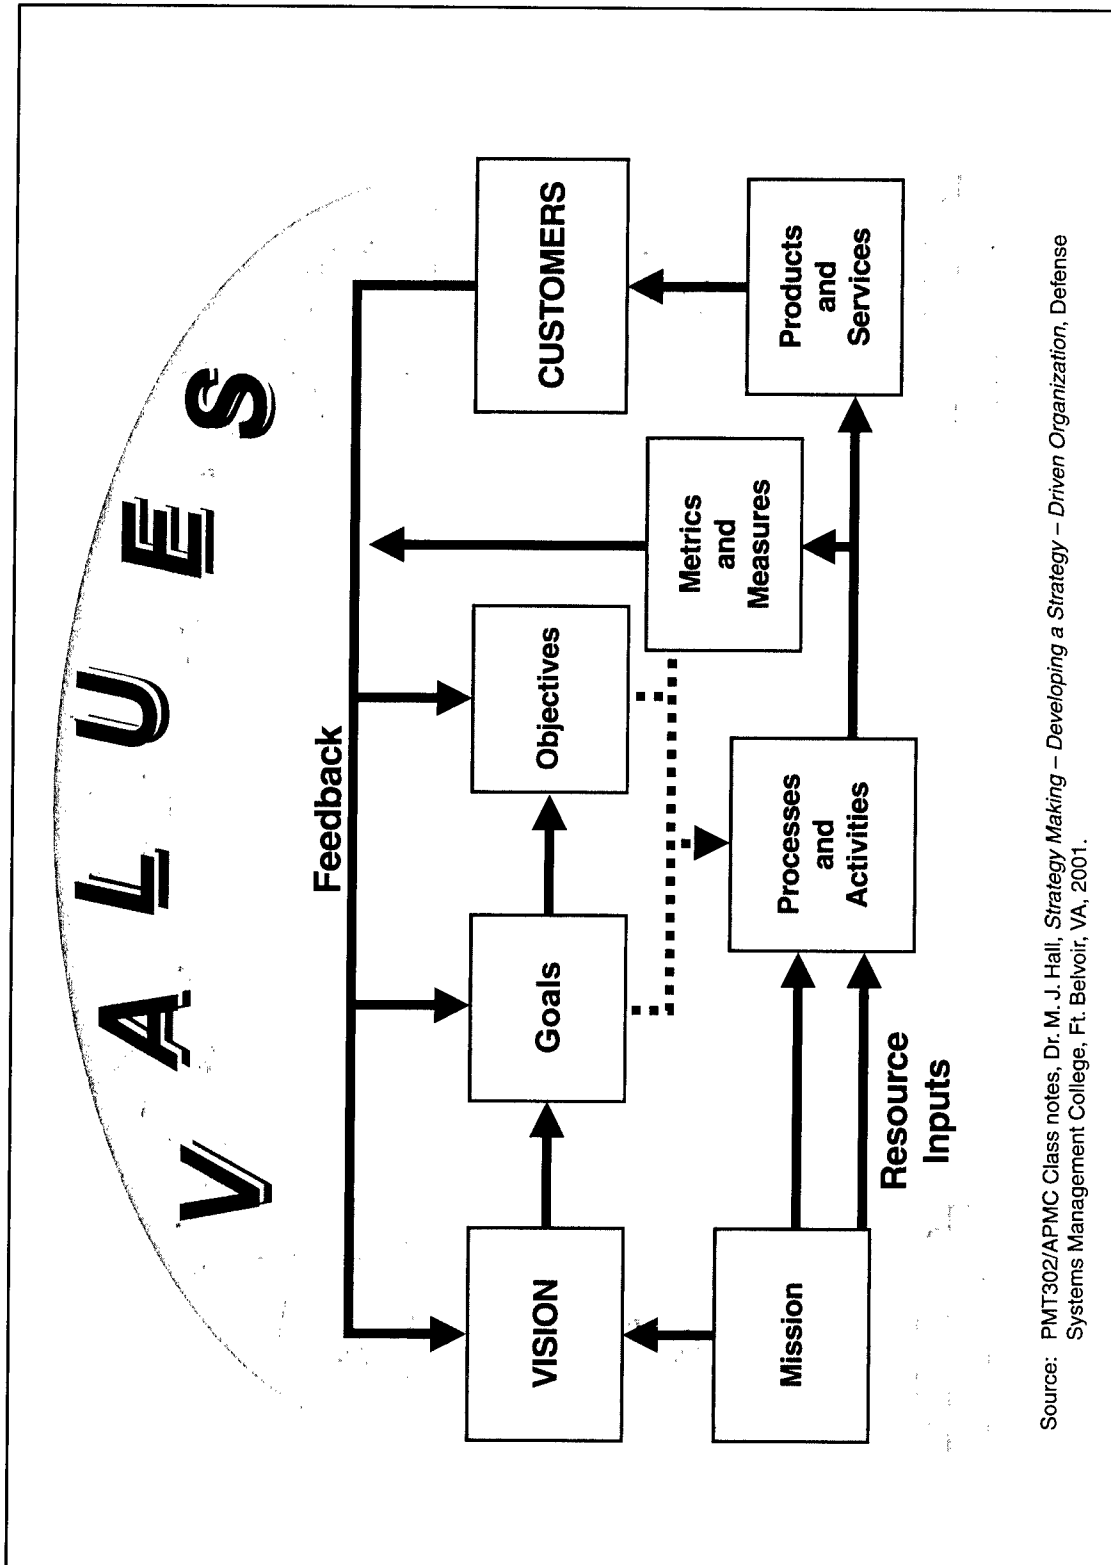 VALUES
Feedback
VISION
Goals
Objectives
CUSTOMERS
Metrics
and
Measures
Mission
Processes
and
Activities
Products
and
Services
Resource
Inputs
Source: PMT302/APMC Class notes, Dr. M. J. Hall, Strategy Making – Developing a Strategy – Driven Organization, Defense
Systems Management College, Ft. Belvoir, VA, 2001.